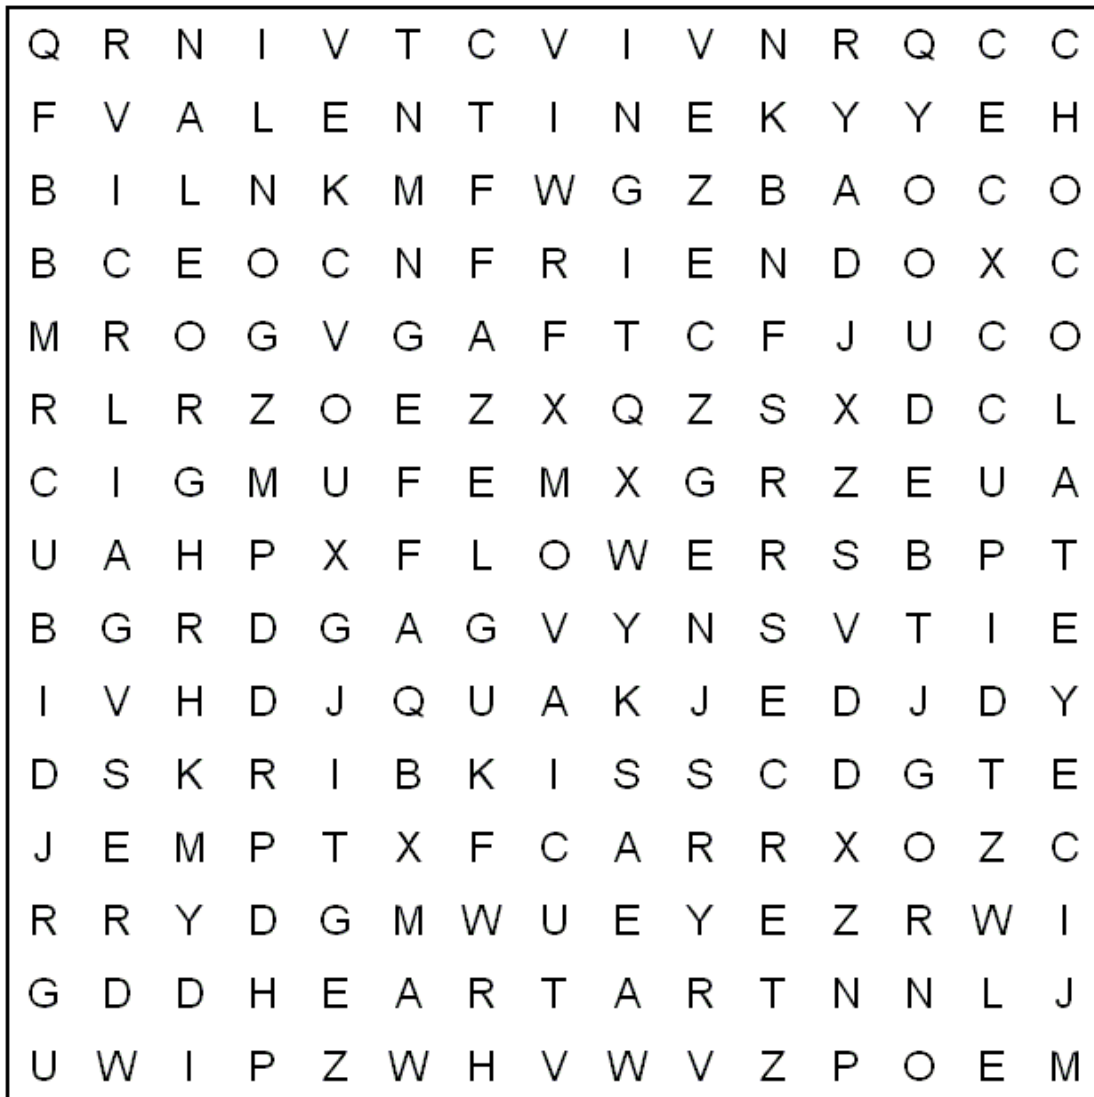 Q R N I V T C V I V N R Q C C
F V A L E N T I N E K Y Y E H
B I L N K M F W G Z B A O C O
B C E O C N F R I E N D O X C
M R O G V G A F T C F J U C O
R L R Z O E Z X Q Z S X D C L
C I G M U F E M X G R Z E U A
U A H P X F L O W E R S B P T
B G R D G A G V Y N S V T I E
I V H D J Q U A K J E D J D Y
D S K R I B K I S S C D G T E
J E M P T X F C A R R X O Z C
R R Y D G M W U E Y E Z R W I
G D D H E A R T A R T N N L J
U W I P Z W H V W V Z P O E M